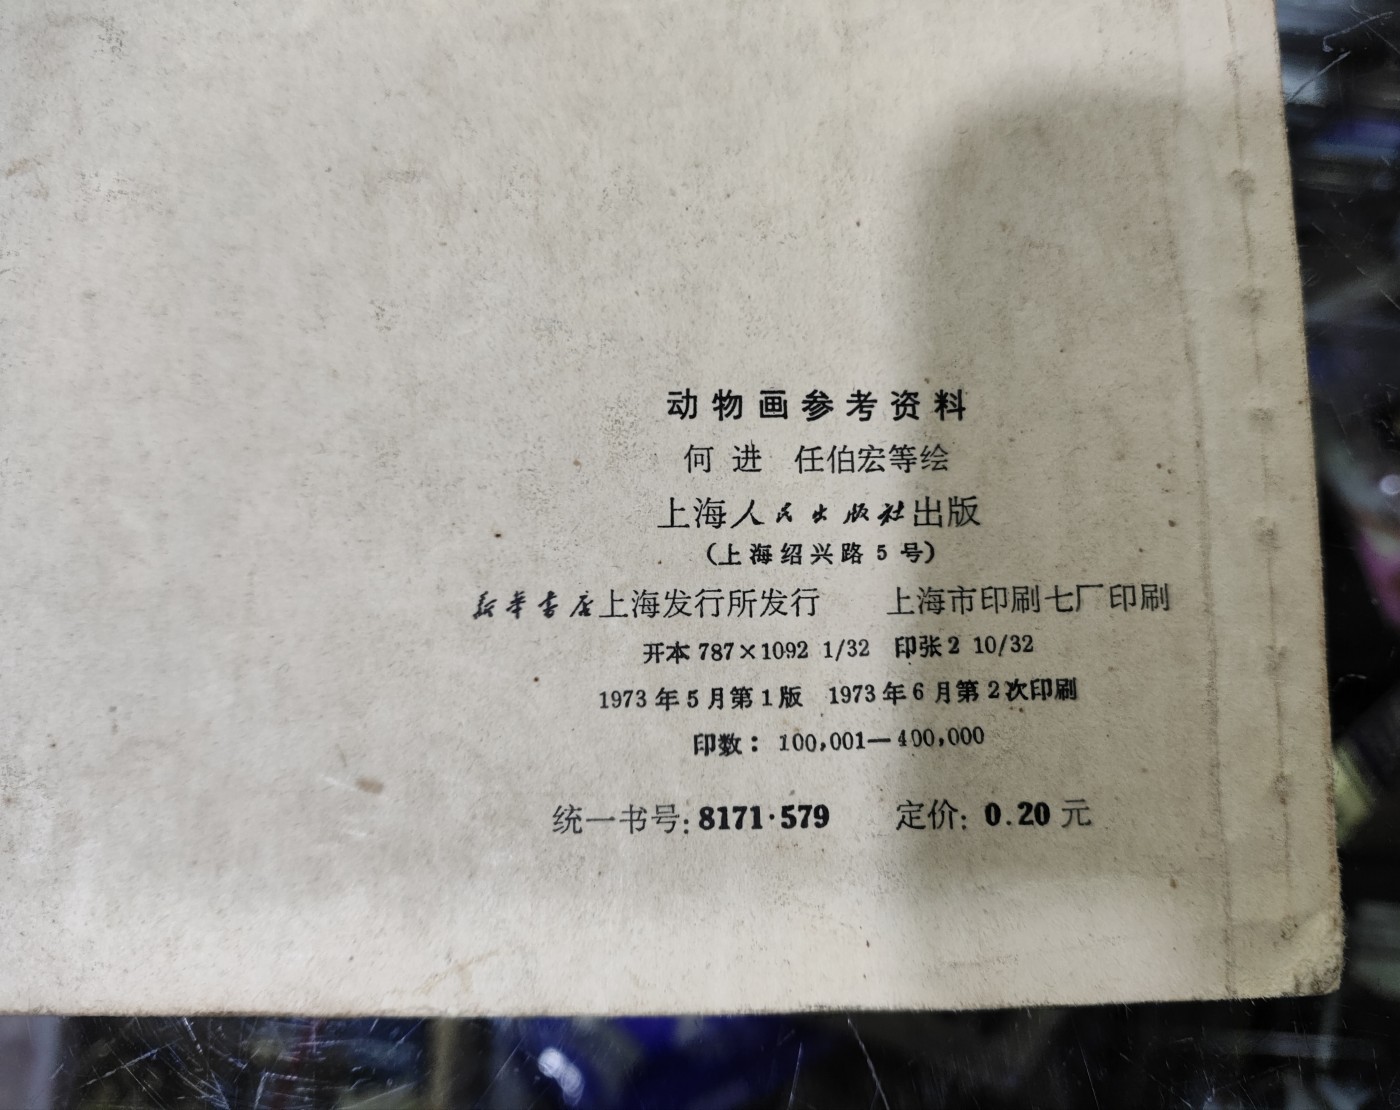 动物画参考资料
何进 任伯宏等绘
上海人民出版社出版
（上海绍兴路5号）
新华书店上海发行所发行 上海市印刷七厂印刷
开本 787×1092 1/32 印张 2 10/32
1973年5月第1版 1973年6月第2次印刷
印数：100,001—400,000
统一书号：8171·579 定价：0.20元